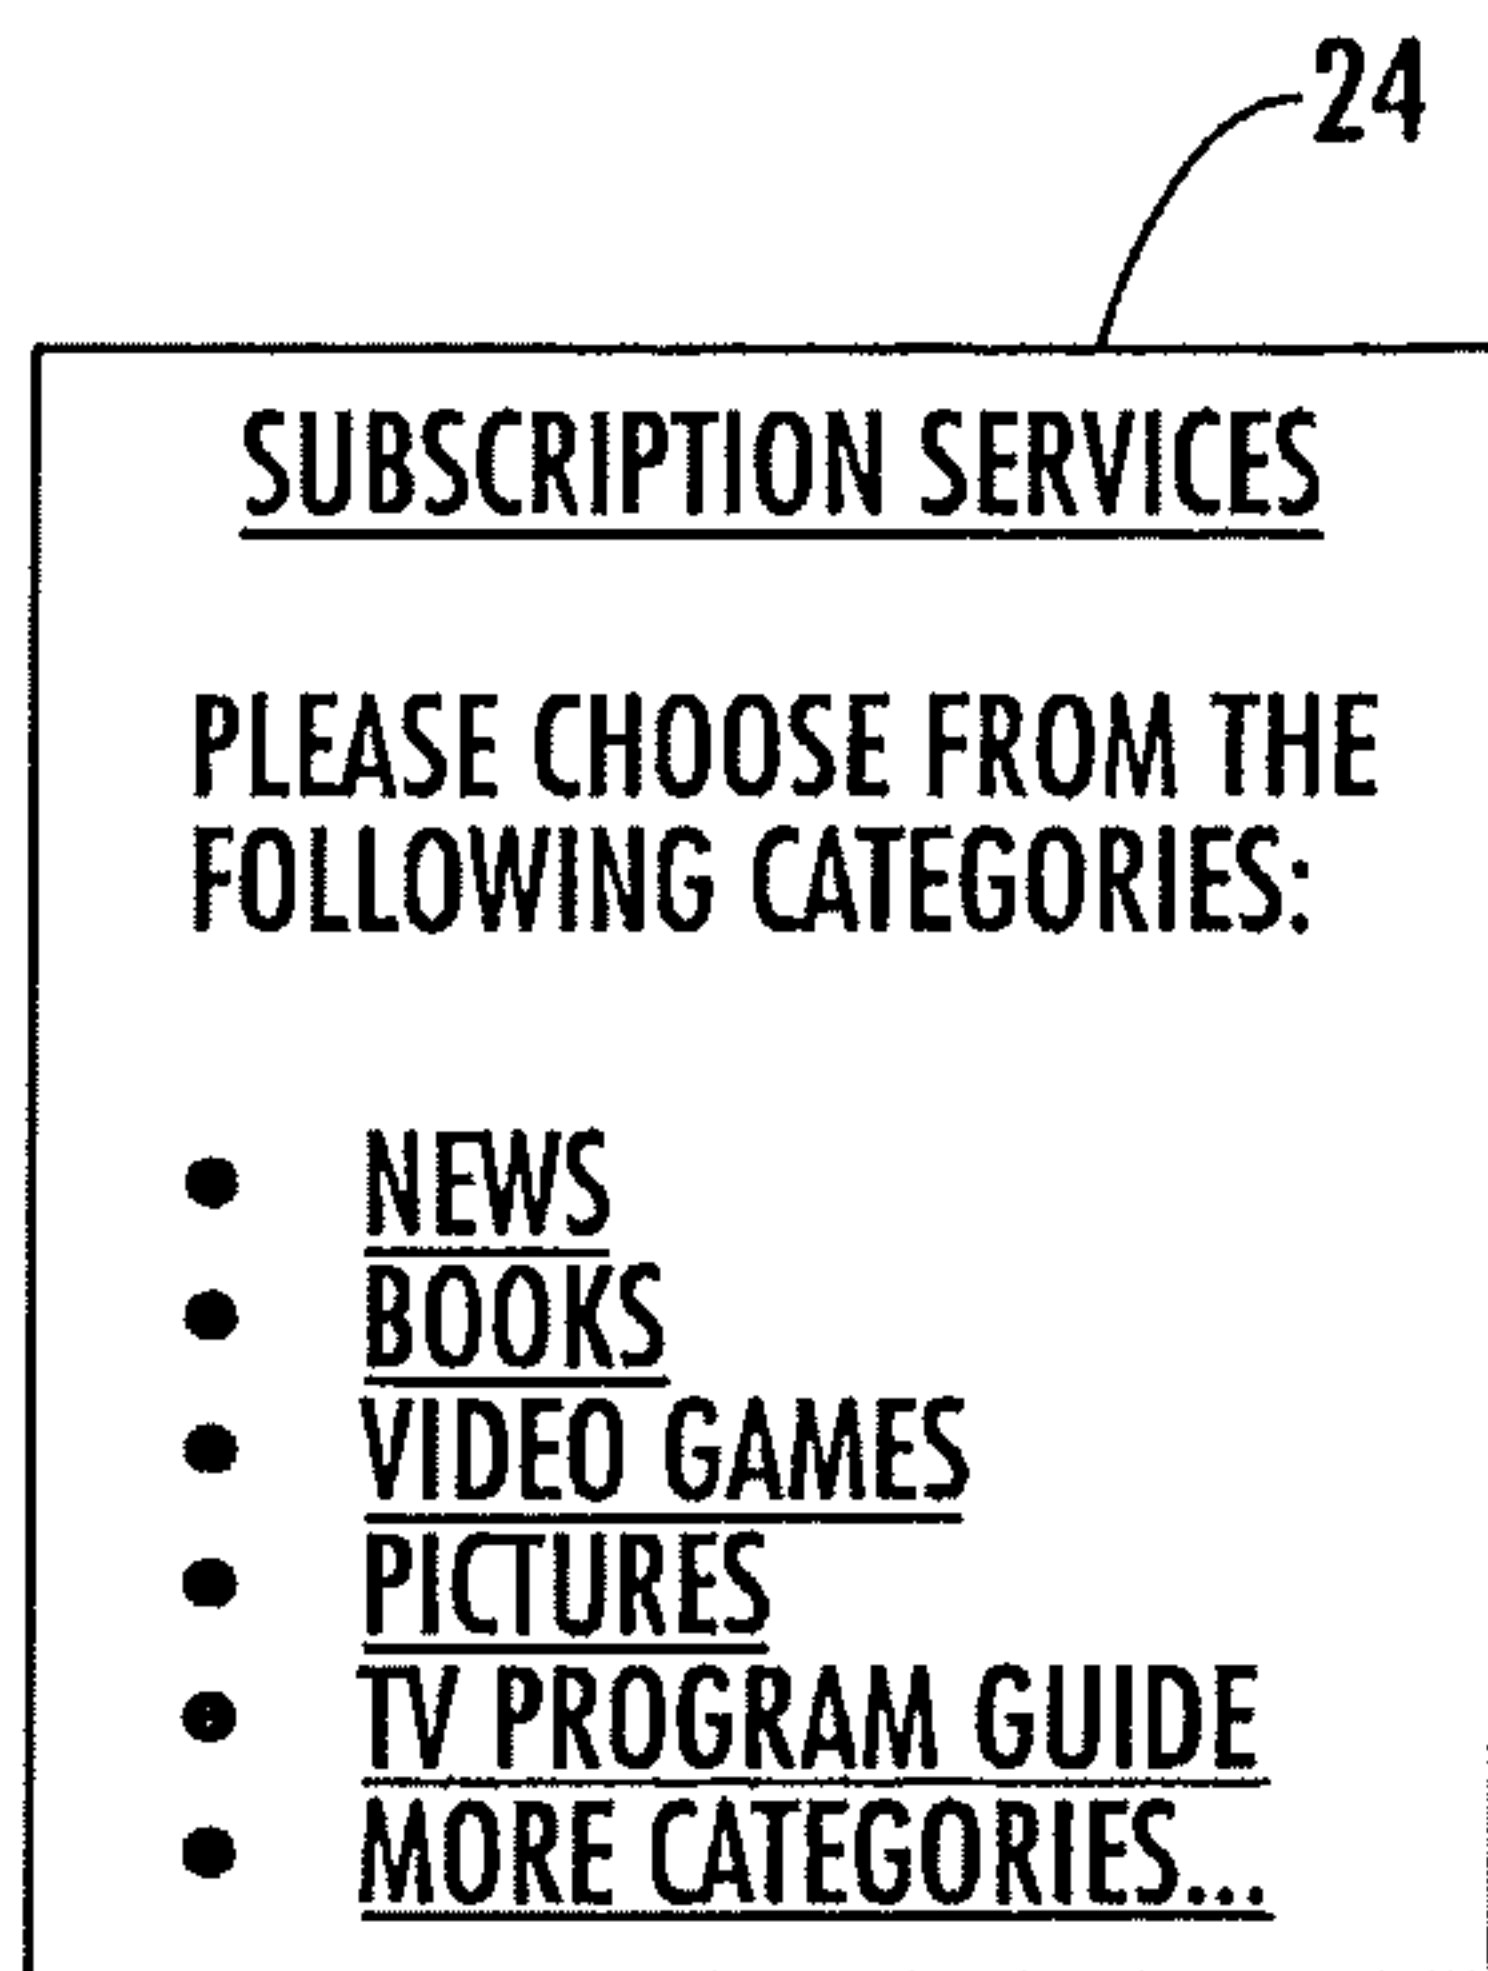 24
SUBSCRIPTION SERVICES
PLEASE CHOOSE FROM THE
FOLLOWING CATEGORIES:
• NEWS
• BOOKS
• VIDEO GAMES
• PICTURES
• TV PROGRAM GUIDE
• MORE CATEGORIES...